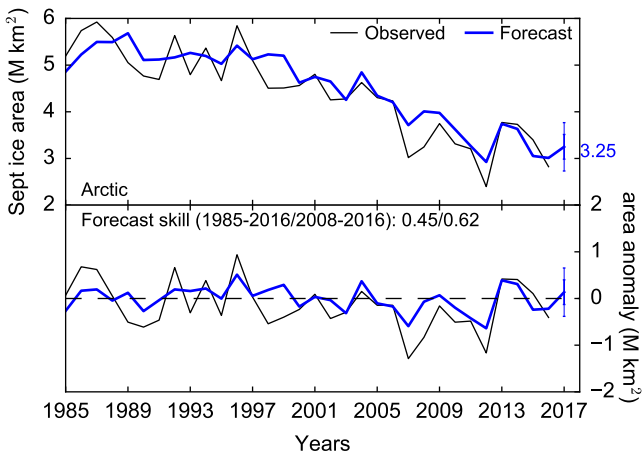 6
5
4
3
2
Sept ice area (M km²)
Observed
Forecast
3.25
Arctic
Forecast skill (1985-2016/2008-2016): 0.45/0.62
2
1
0
−1
−2
area anomaly (M km²)
1985 1989 1993 1997 2001 2005 2009 2013 2017
Years